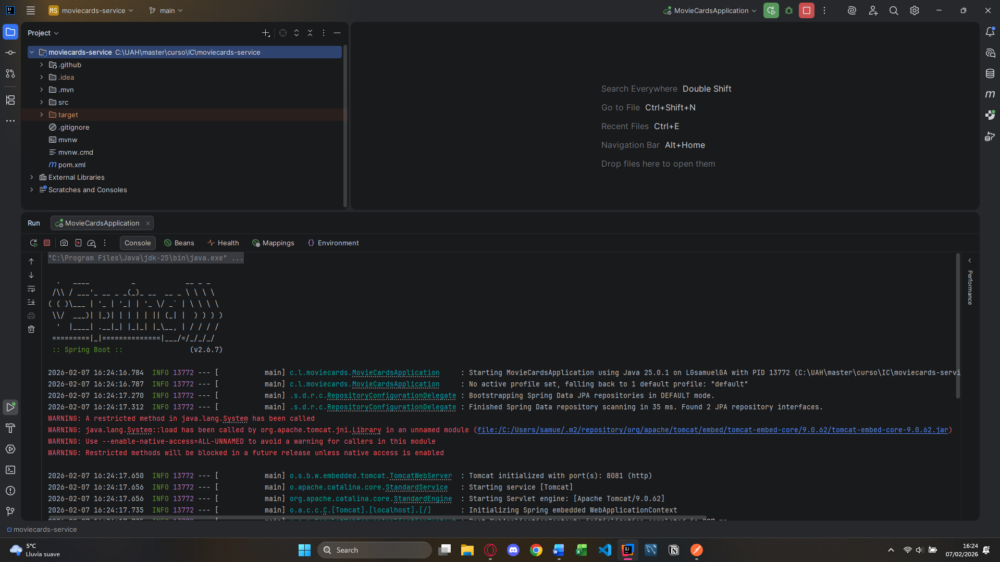 MS moviecards-service main MovieCardsApplication
Project
moviecards-service C:\UAH\master\curso\IC\moviecards-service
.github
.idea
.mvn
src
target
.gitignore
mvnw
mvnw.cmd
m pom.xml
External Libraries
Scratches and Consoles
Search Everywhere Double Shift
Go to File Ctrl+Shift+N
Recent Files Ctrl+E
Navigation Bar Alt+Home
Drop files here to open them
Run MovieCardsApplication
Console Beans Health Mappings Environment
"C:\Program Files\Java\jdk-25\bin\java.exe" ...
  .   ____          _            __ _ _
 /\\ / ___'_ __ _ _(_)_ __  __ _ \ \ \ \
( ( )\___ | '_ | '_| | '_ \/ _` | \ \ \ \
 \\/  ___)| |_)| | | | | || (_| |  ) ) ) )
  '  |____| .__|_| |_|_| |_\__, | / / / /
 =========|_|==============|___/=/_/_/_/
 :: Spring Boot ::                (v2.6.7)
2026-02-07 16:24:16.784  INFO 13772 --- [           main] c.l.moviecards.MovieCardsApplication     : Starting MovieCardsApplication using Java 25.0.1 on LGsamuelGA with PID 13772 (C:\UAH\master\curso\IC\moviecards-servi
2026-02-07 16:24:16.787  INFO 13772 --- [           main] c.l.moviecards.MovieCardsApplication     : No active profile set, falling back to 1 default profile: "default"
2026-02-07 16:24:17.270  INFO 13772 --- [           main] .s.d.r.c.RepositoryConfigurationDelegate : Bootstrapping Spring Data JPA repositories in DEFAULT mode.
2026-02-07 16:24:17.312  INFO 13772 --- [           main] .s.d.r.c.RepositoryConfigurationDelegate : Finished Spring Data repository scanning in 35 ms. Found 2 JPA repository interfaces.
WARNING: A restricted method in java.lang.System has been called
WARNING: java.lang.System::load has been called by org.apache.tomcat.jni.Library in an unnamed module (file:/C:/Users/samue/.m2/repository/org/apache/tomcat/embed/tomcat-embed-core/9.0.62/tomcat-embed-core-9.0.62.jar)
WARNING: Use --enable-native-access=ALL-UNNAMED to avoid a warning for callers in this module
WARNING: Restricted methods will be blocked in a future release unless native access is enabled
2026-02-07 16:24:17.650  INFO 13772 --- [           main] o.s.b.w.embedded.tomcat.TomcatWebServer  : Tomcat initialized with port(s): 8081 (http)
2026-02-07 16:24:17.656  INFO 13772 --- [           main] o.apache.catalina.core.StandardService   : Starting service [Tomcat]
2026-02-07 16:24:17.656  INFO 13772 --- [           main] org.apache.catalina.core.StandardEngine  : Starting Servlet engine: [Apache Tomcat/9.0.62]
2026-02-07 16:24:17.735  INFO 13772 --- [           main] o.a.c.c.C.[Tomcat].[localhost].[/]       : Initializing Spring embedded WebApplicationContext
Performance
moviecards-service
5°C
Lluvia suave
Search
16:24
07/02/2026